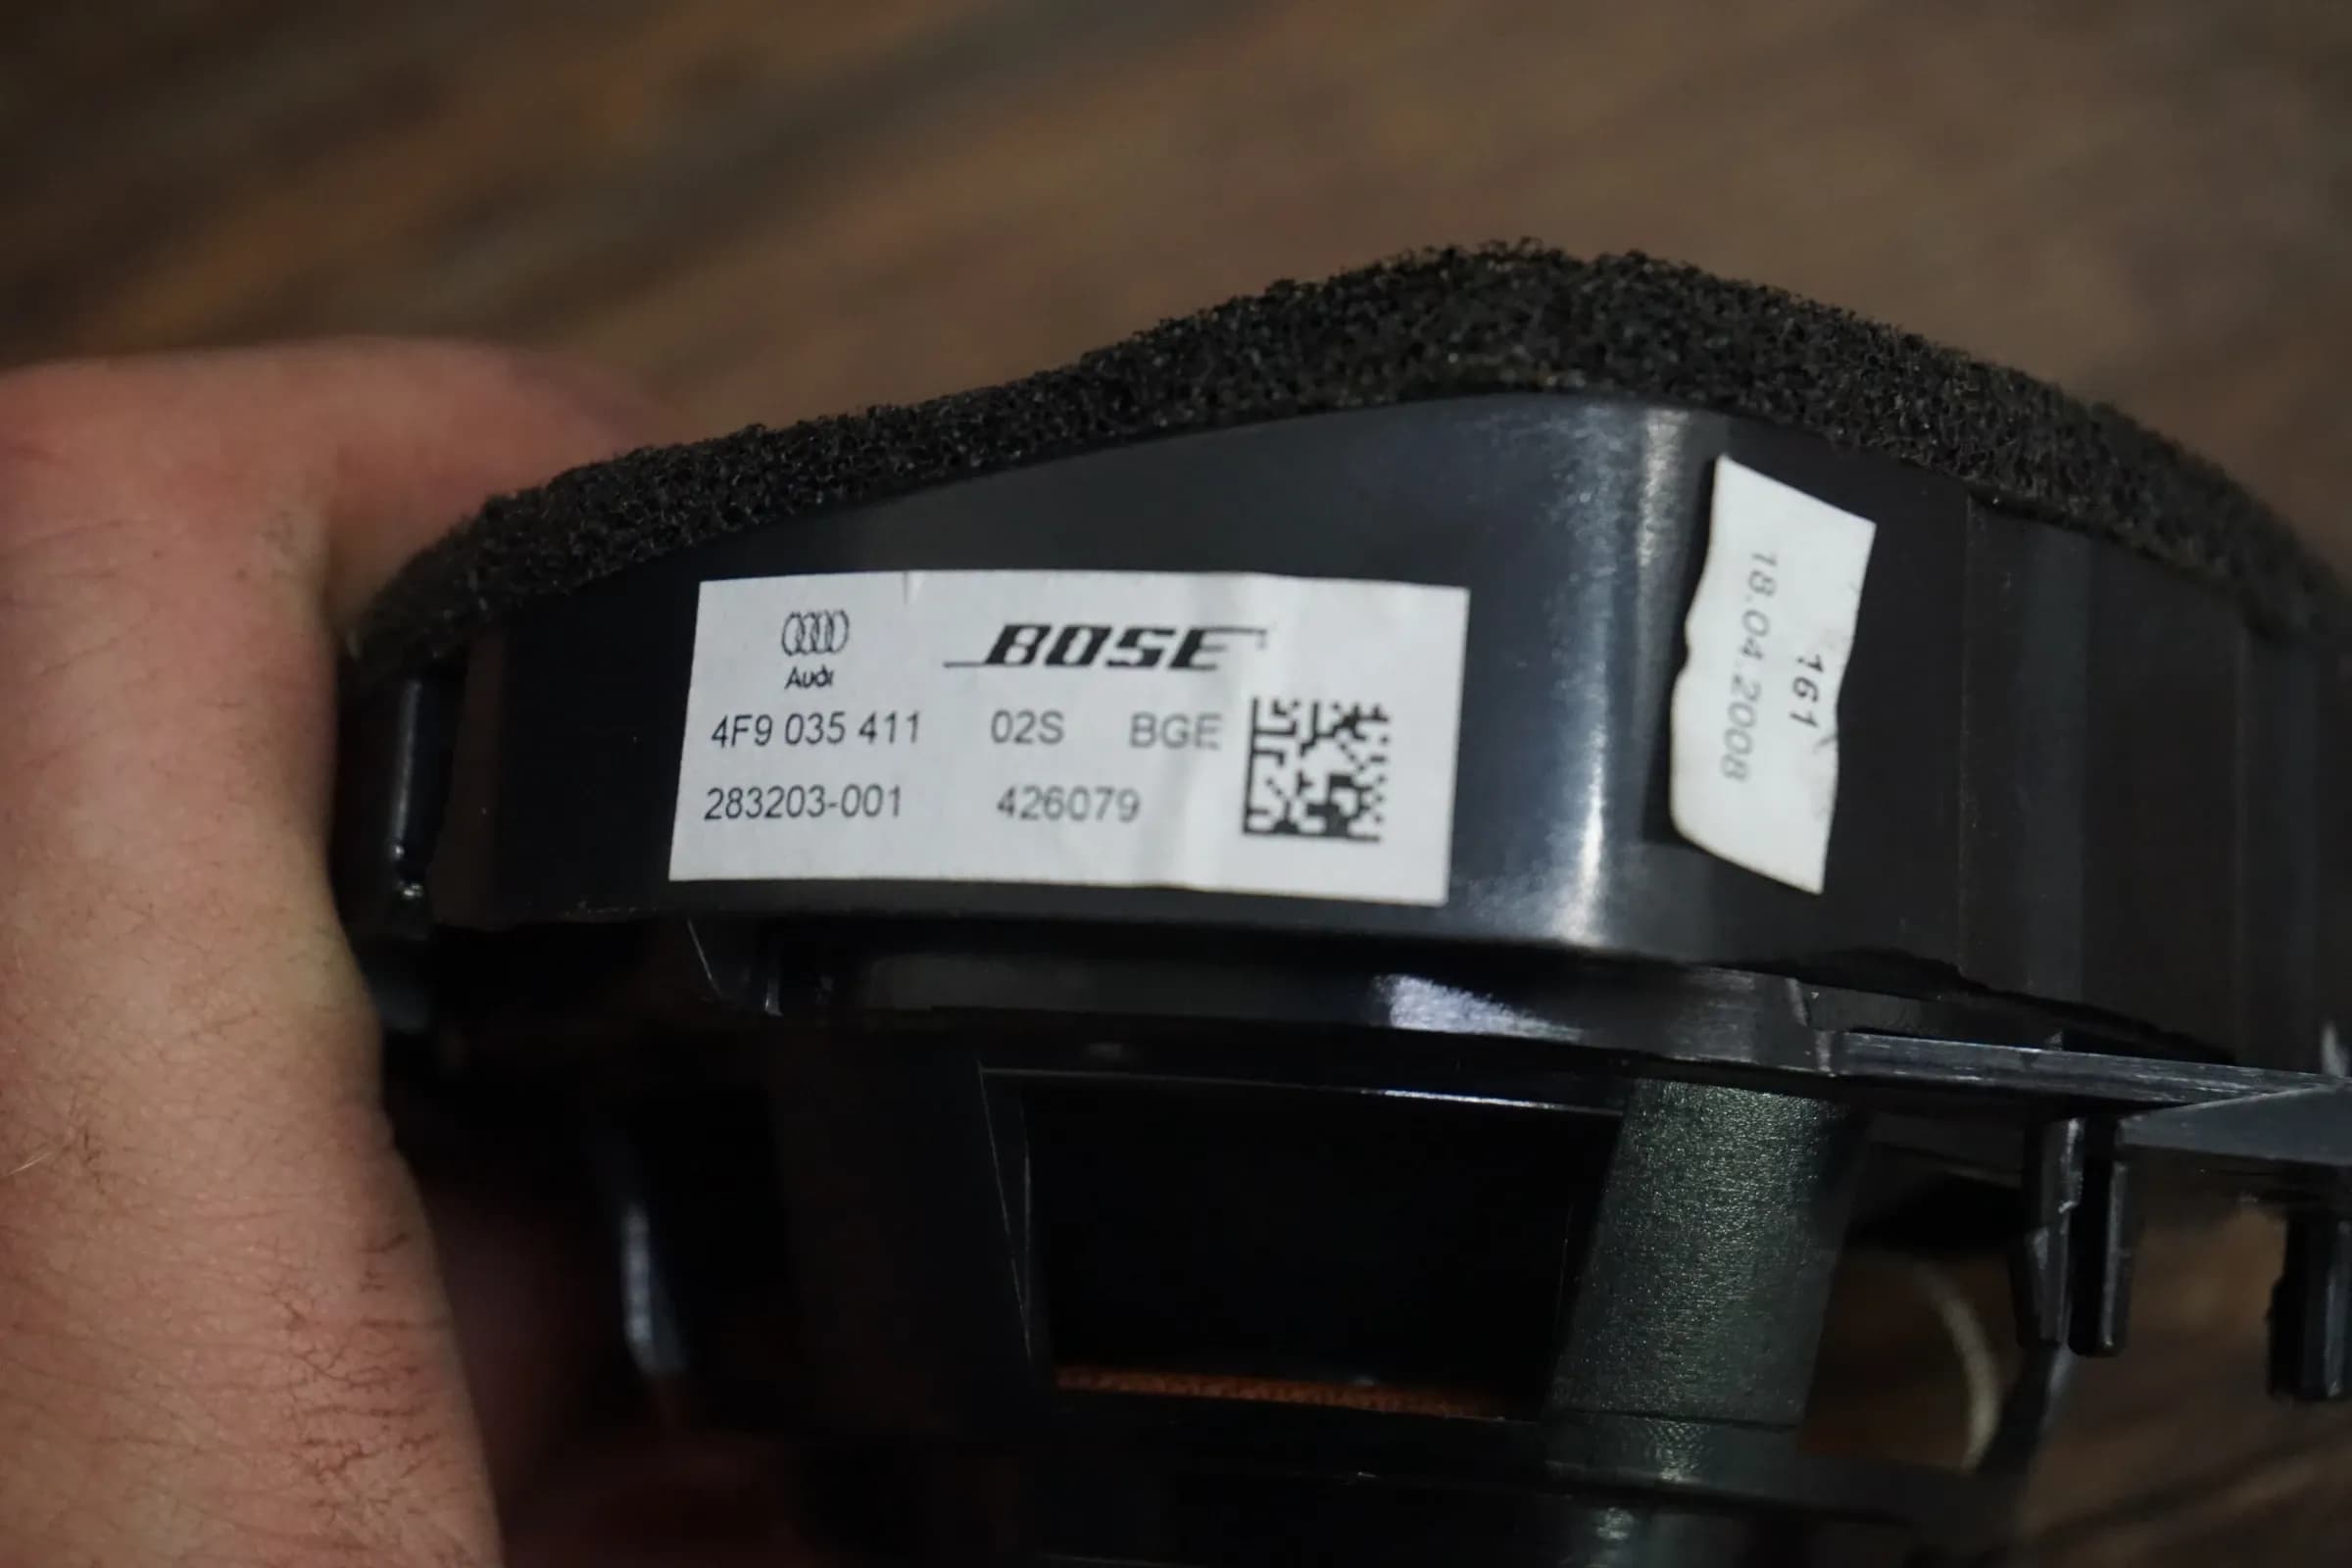 Audi
BOSE
4F9 035 411 02S BGE
283203-001 426079
161
18.04.2008